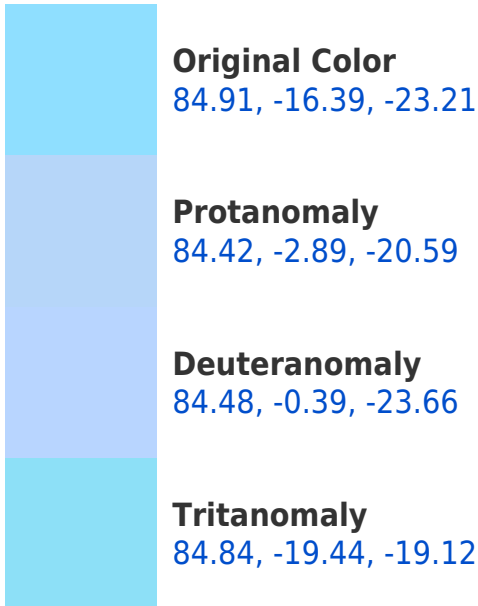 Original Color
84.91, -16.39, -23.21
Protanomaly
84.42, -2.89, -20.59
Deuteranomaly
84.48, -0.39, -23.66
Tritanomaly
84.84, -19.44, -19.12